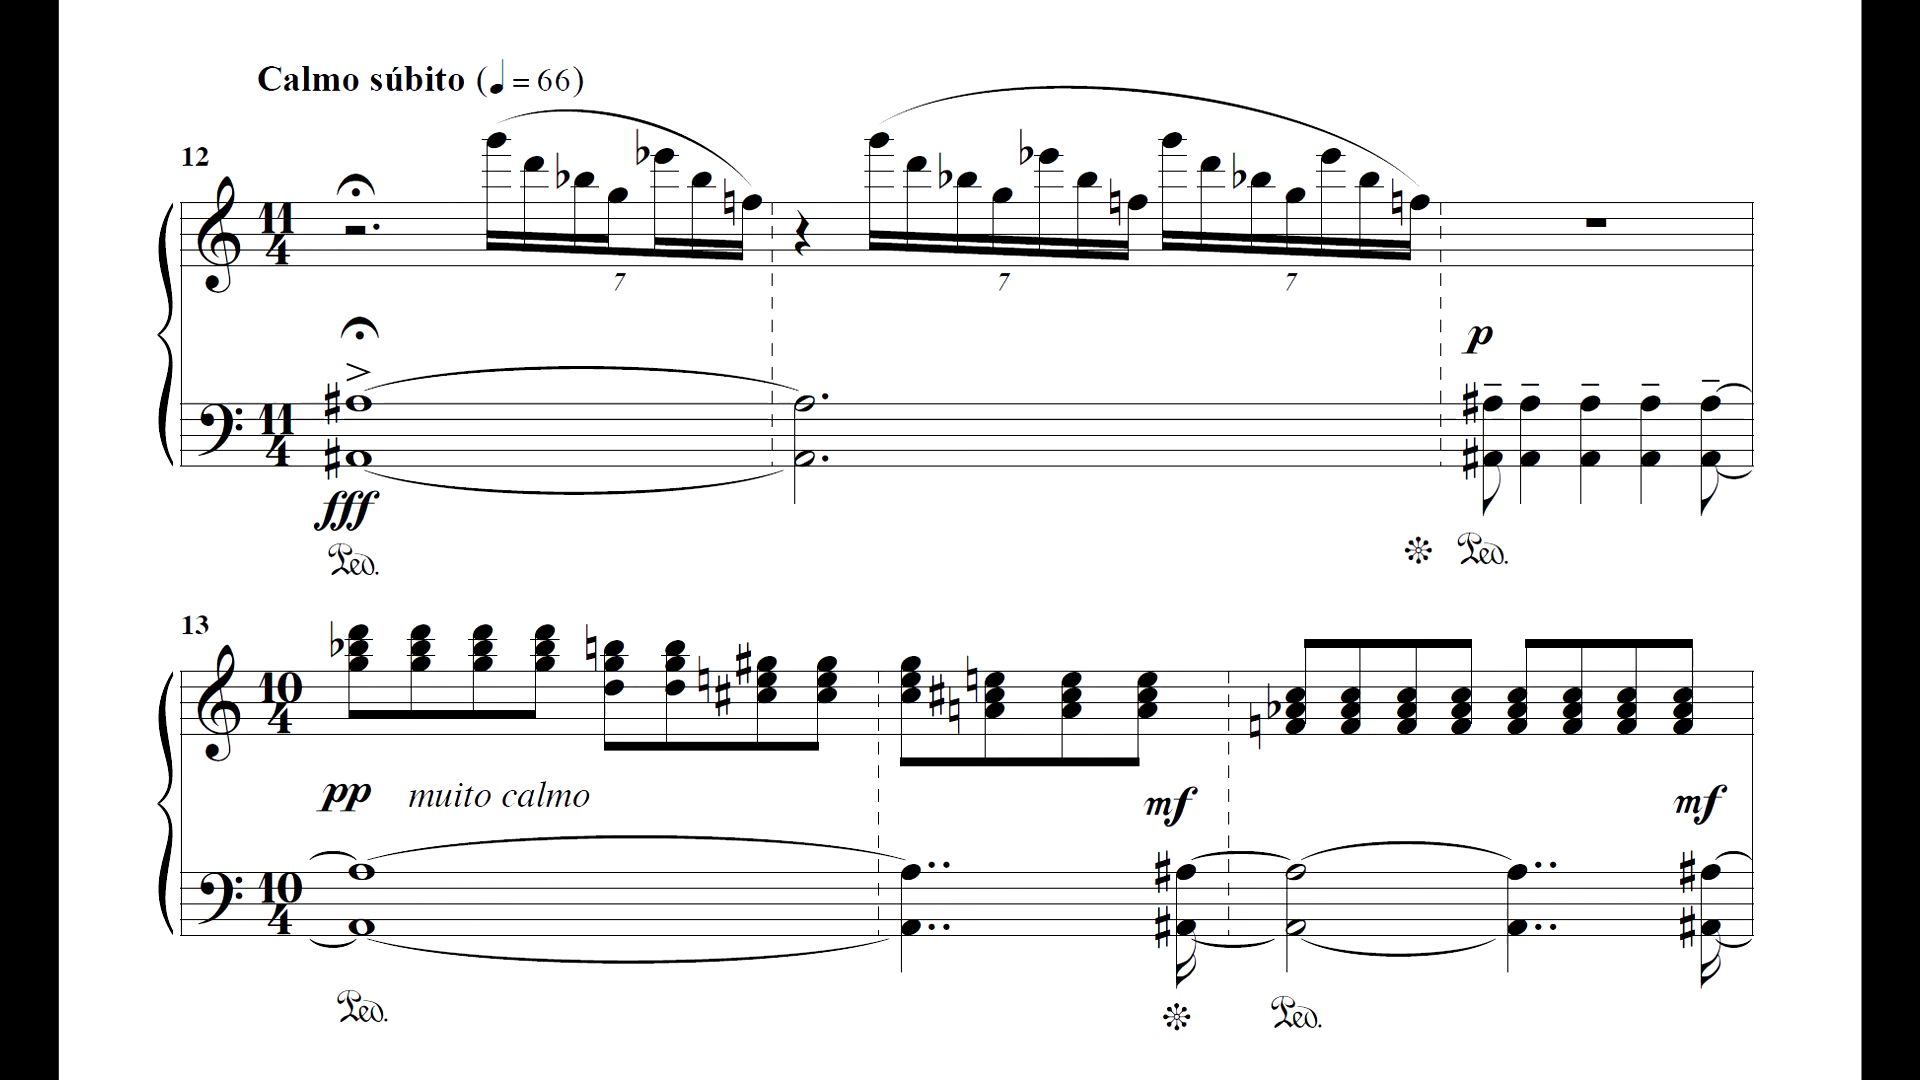 Calmo súbito (♩ = 66)
12
11
4
7
7
7
p
11
4
fff
Ped.
Ped.
13
10
4
pp
muito calmo
mf
mf
10
4
Ped.
Ped.